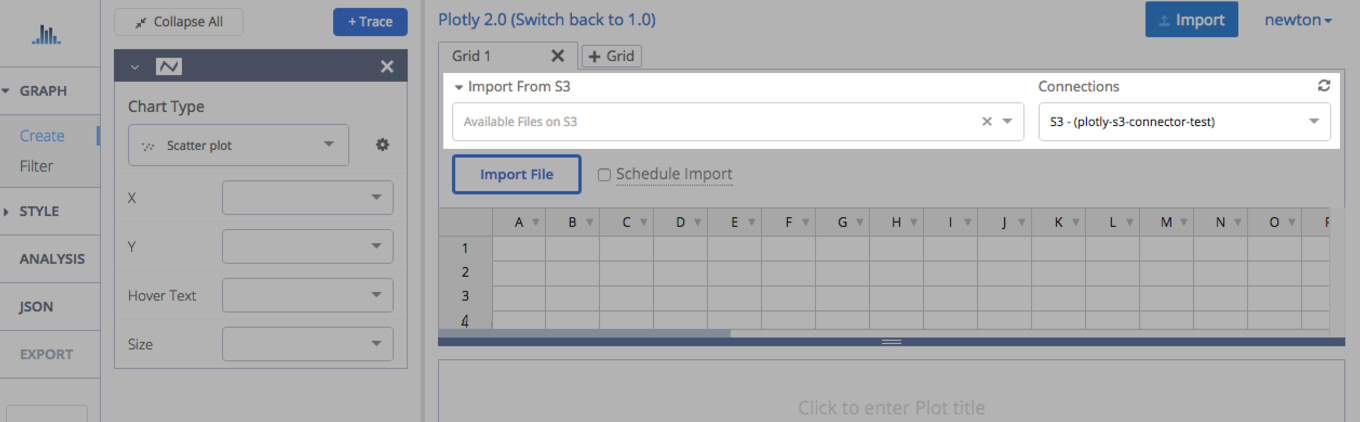 Collapse All
+ Trace
Plotly 2.0 (Switch back to 1.0)
Import
newton
GRAPH
Create
Filter
STYLE
ANALYSIS
JSON
EXPORT
Chart Type
Scatter plot
X
Y
Hover Text
Size
Grid 1
+ Grid
Import From S3
Connections
Available Files on S3
S3 - (plotly-s3-connector-test)
Import File
Schedule Import
A B C D E F G H I J K L M N O
1
2
3
4
Click to enter Plot title